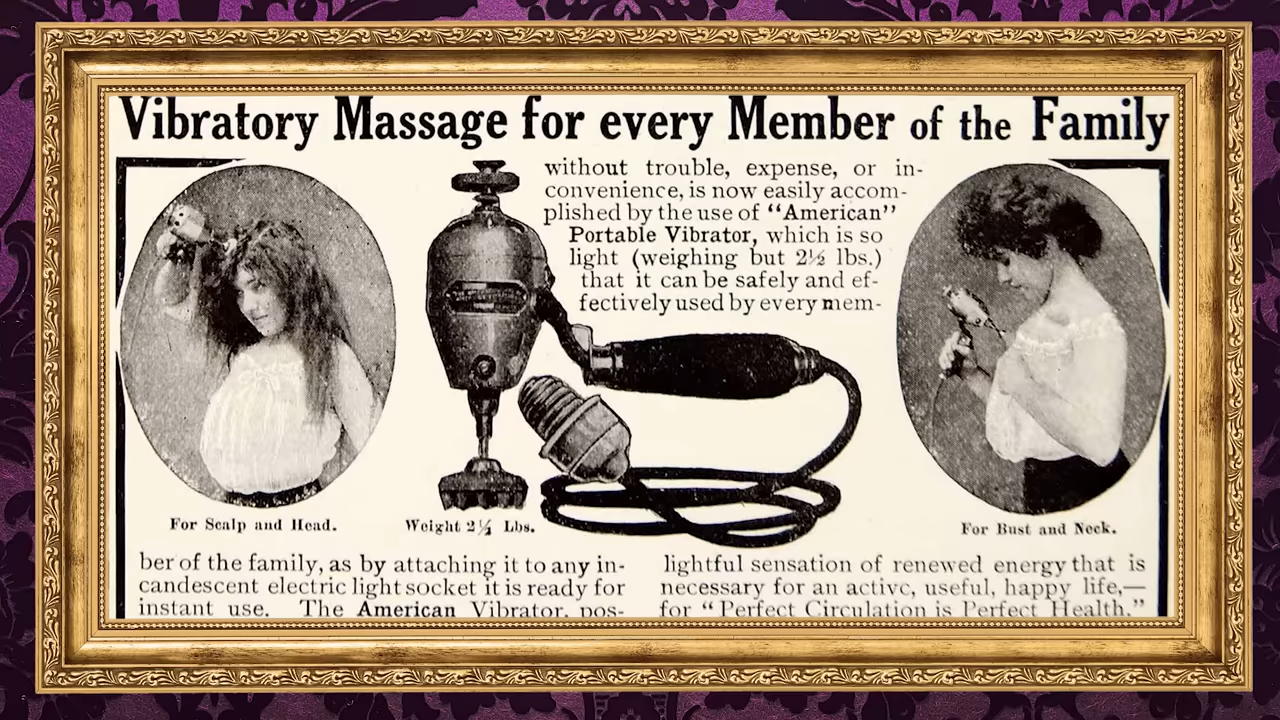 Vibratory Massage for every Member of the Family
without trouble, expense, or in-
convenience, is now easily accom-
plished by the use of "American"
Portable Vibrator, which is so
light (weighing but 2½ lbs.)
that it can be safely and ef-
fectively used by every mem-
For Scalp and Head.
Weight 2½ Lbs.
For Bust and Neck.
ber of the family, as by attaching it to any in-
candescent electric light socket it is ready for
instant use. The American Vibrator, pos-
lightful sensation of renewed energy that is
necessary for an active, useful, happy life,—
for "Perfect Circulation is Perfect Health."